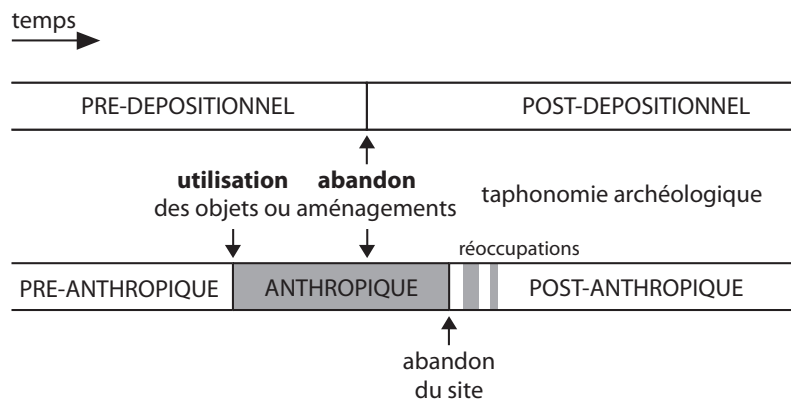 temps
PRE-DEPOSITIONNEL
POST-DEPOSITIONNEL
utilisation abandon
des objets ou aménagements
taphonomie archéologique
réoccupations
PRE-ANTHROPIQUE
ANTHROPIQUE
POST-ANTHROPIQUE
abandon
du site